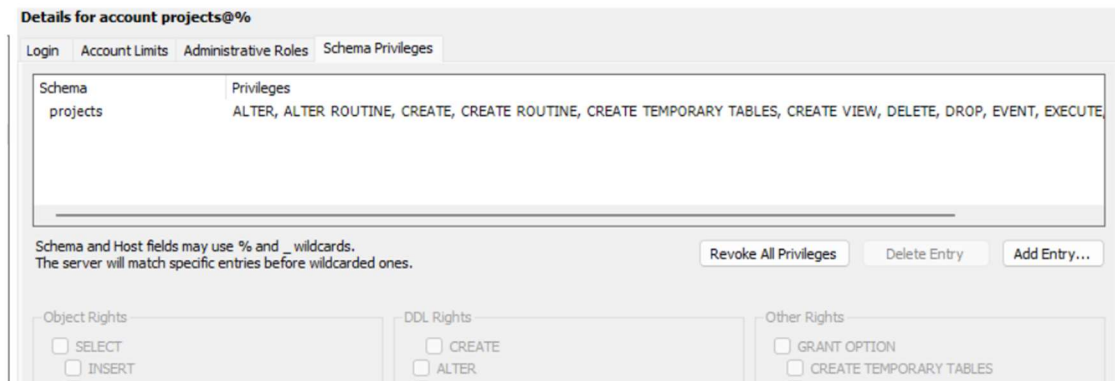 Details for account projects@%
Login Account Limits Administrative Roles Schema Privileges
Schema Privileges
projects ALTER, ALTER ROUTINE, CREATE, CREATE ROUTINE, CREATE TEMPORARY TABLES, CREATE VIEW, DELETE, DROP, EVENT, EXECUTE,
Schema and Host fields may use % and _ wildcards.
The server will match specific entries before wildcarded ones.
Revoke All Privileges Delete Entry Add Entry...
Object Rights DDL Rights Other Rights
SELECT CREATE GRANT OPTION
INSERT ALTER CREATE TEMPORARY TABLES